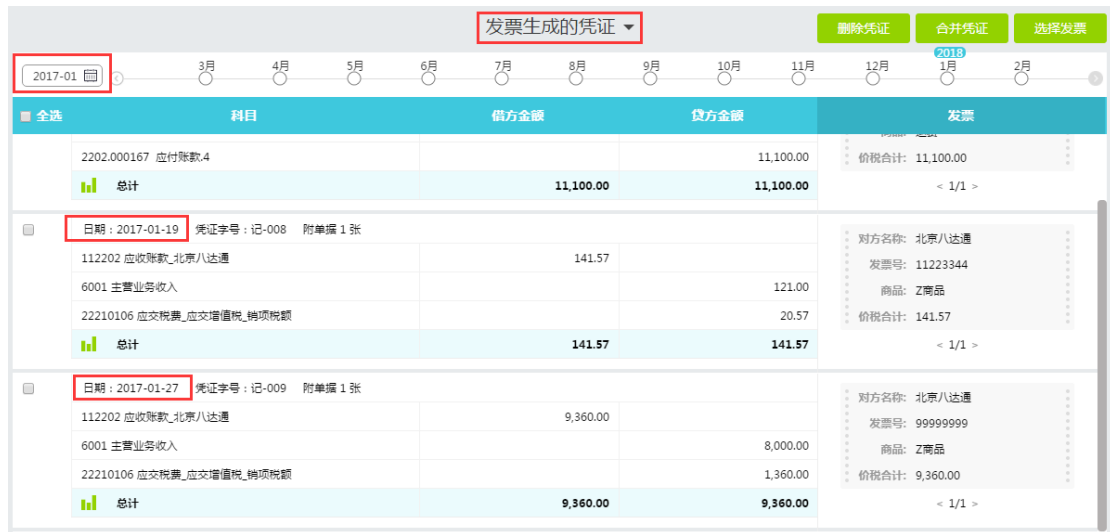 发票生成的凭证
删除凭证 合并凭证 选择发票
2017-01 3月 4月 5月 6月 7月 8月 9月 10月 11月 12月 2018 1月 2月
全选 科目 借方金额 贷方金额 发票
2202.000167 应付账款.4 11,100.00 价税合计: 11,100.00
总计 11,100.00 11,100.00 < 1/1 >
日期:2017-01-19 凭证字号:记-008 附单据 1 张
对方名称: 北京八达通
112202 应收账款_北京八达通 141.57
发票号: 11223344
6001 主营业务收入 121.00
商品: Z商品
22210106 应交税费_应交增值税_销项税额 20.57
价税合计: 141.57
总计 141.57 141.57 < 1/1 >
日期:2017-01-27 凭证字号:记-009 附单据 1 张
对方名称: 北京八达通
112202 应收账款_北京八达通 9,360.00
发票号: 99999999
6001 主营业务收入 8,000.00
商品: Z商品
22210106 应交税费_应交增值税_销项税额 1,360.00
价税合计: 9,360.00
总计 9,360.00 9,360.00 < 1/1 >